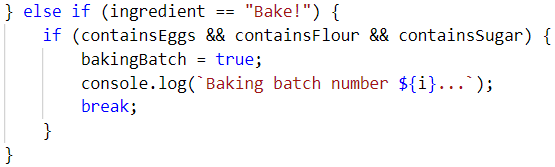 } else if (ingredient == "Bake!") {
    if (containsEggs && containsFlour && containsSugar) {
        bakingBatch = true;
        console.log(`Baking batch number ${i}...`);
        break;
    }
}